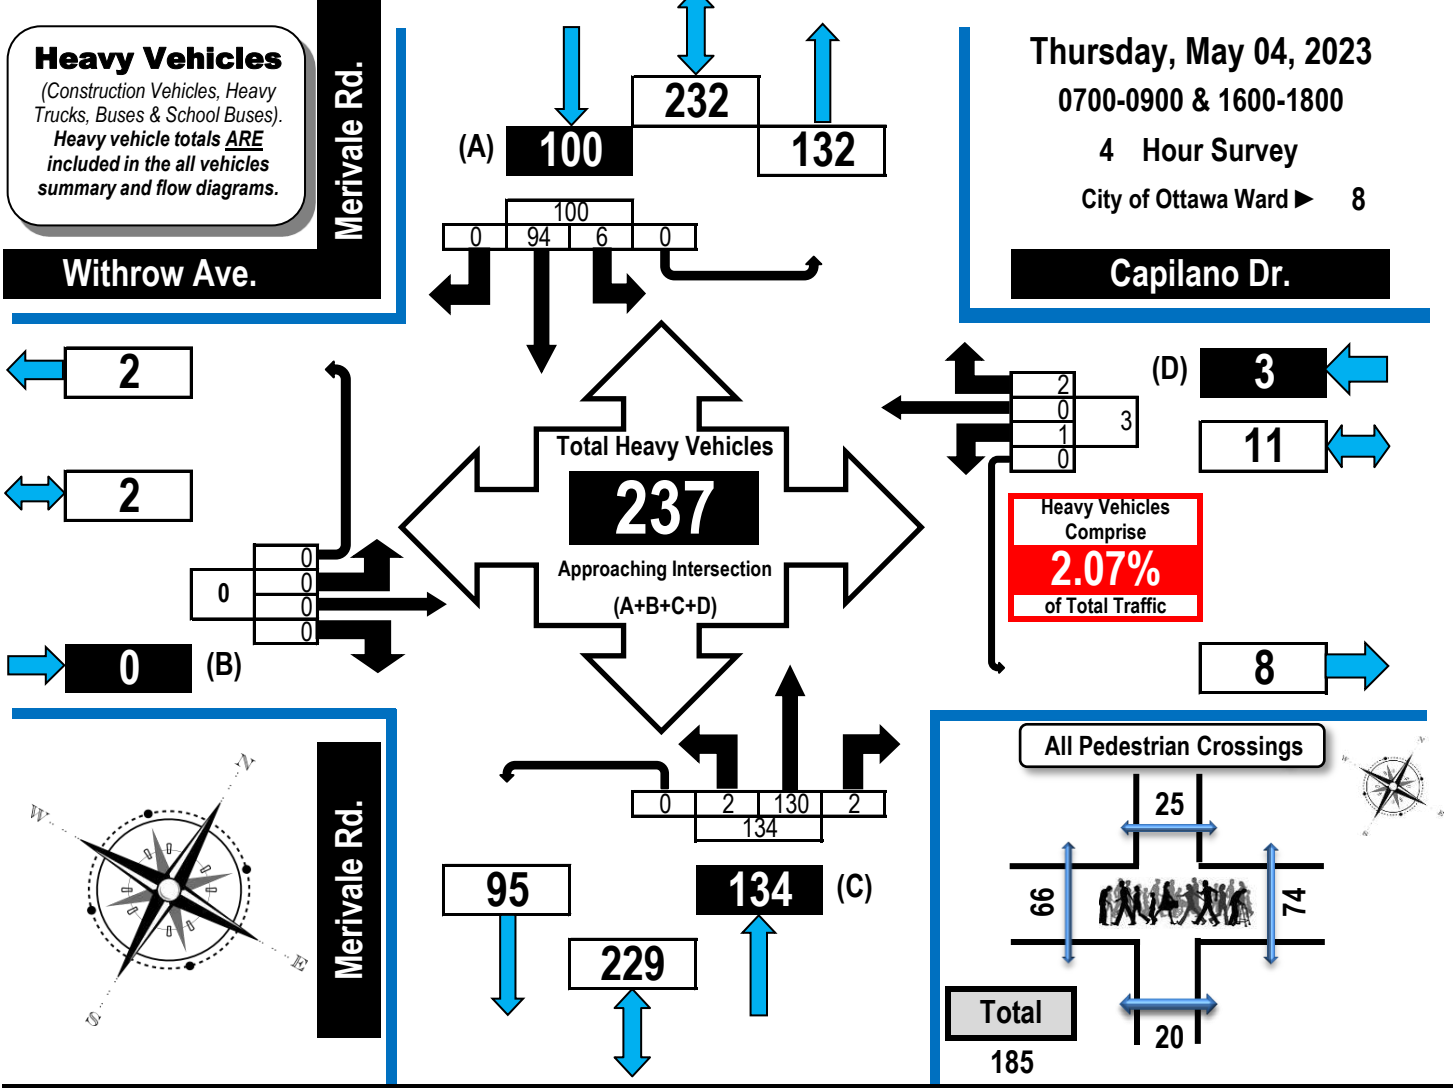 Heavy Vehicles
(Construction Vehicles, Heavy
Trucks, Buses & School Buses).
Heavy vehicle totals ARE
included in the all vehicles
summary and flow diagrams.
Merivale Rd.
Withrow Ave.
232
(A) 100
132
100
0 94 6 0
Thursday, May 04, 2023
0700-0900 & 1600-1800
4 Hour Survey
City of Ottawa Ward ► 8
Capilano Dr.
2
2
0
0
0
0
0
0 (B)
Total Heavy Vehicles
237
Approaching Intersection
(A+B+C+D)
2
0
1
0
3
(D) 3
11
Heavy Vehicles
Comprise
2.07%
of Total Traffic
8
N
W
E
S
Merivale Rd.
0 2 130 2
134
95
134 (C)
229
All Pedestrian Crossings
N
W
E
S
25
66
74
20
Total
185